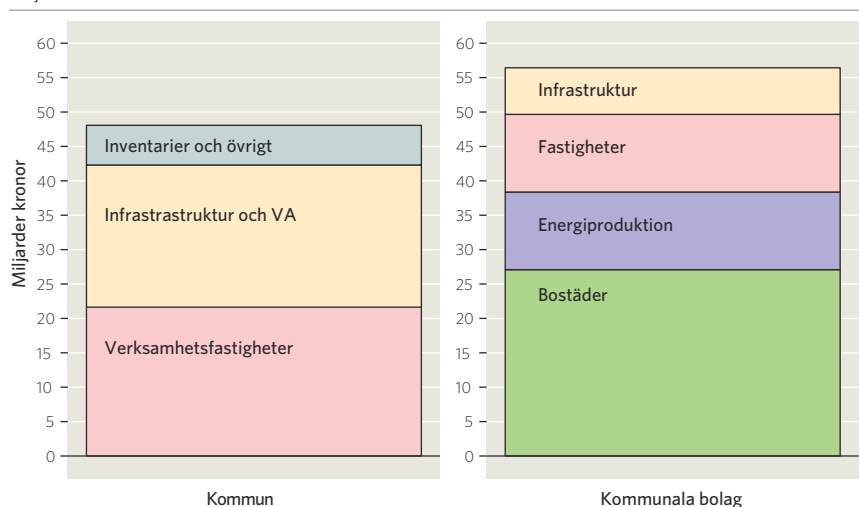 60
55
50
45
40
35
30
25
20
15
10
5
0
Miljarder kronor
Inventarier och övrigt
Infrastrastruktur och VA
Verksamhetsfastigheter
Kommun
60
55
50
45
40
35
30
25
20
15
10
5
0
Infrastruktur
Fastigheter
Energiproduktion
Bostäder
Kommunala bolag